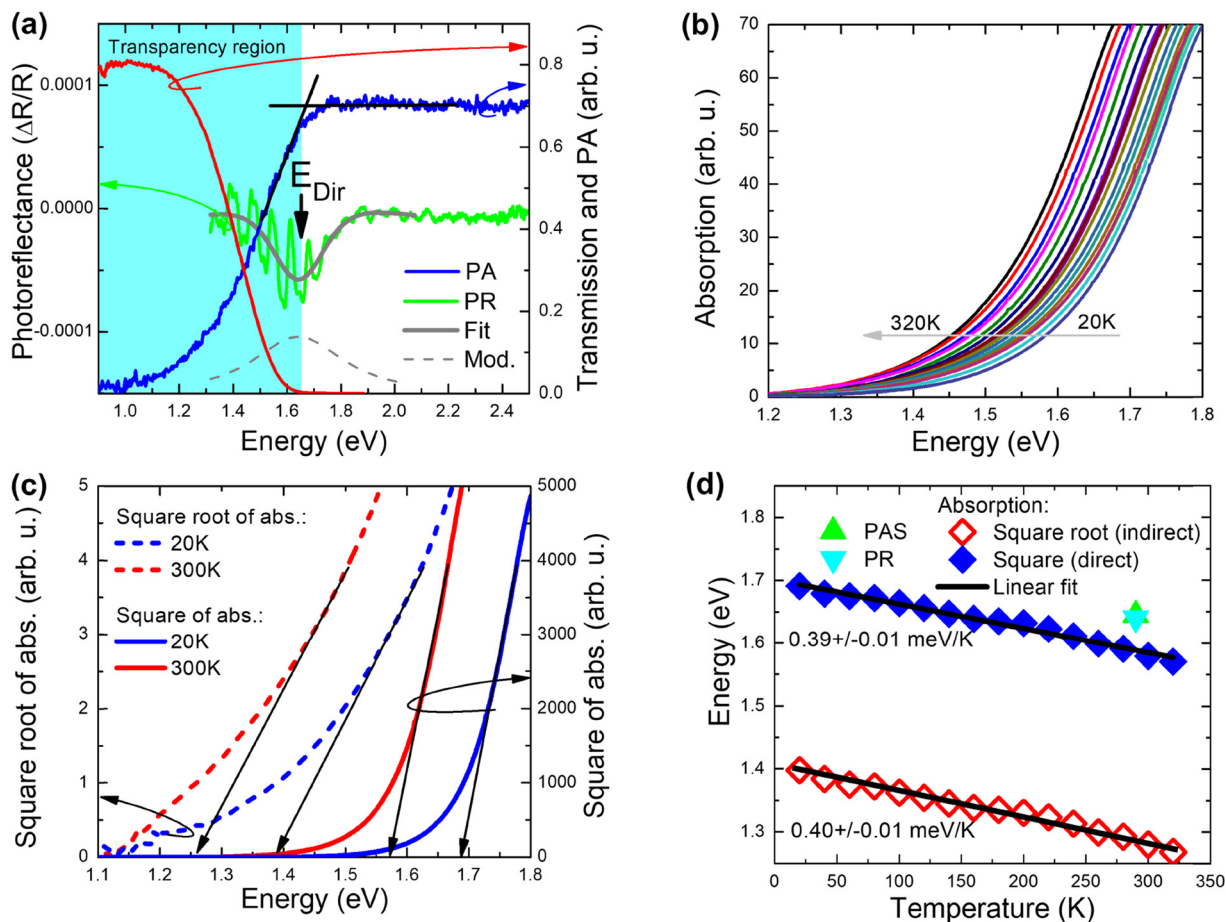 (a)
Transparency region
0.0001
0.0000
-0.0001
Photoreflectance (ΔR/R)
0.8
0.6
0.4
0.2
0.0
Transmission and PA (arb. u.)
E_Dir
PA
PR
Fit
Mod.
1.0 1.2 1.4 1.6 1.8 2.0 2.2 2.4
Energy (eV)
(b)
70
60
50
40
30
20
10
0
Absorption (arb. u.)
320K 20K
1.2 1.3 1.4 1.5 1.6 1.7 1.8
Energy (eV)
(c)
5
4
3
2
1
0
Square root of abs. (arb. u.)
Square root of abs.:
20K
300K
Square of abs.:
20K
300K
5000
4000
3000
2000
1000
0
Square of abs. (arb. u.)
1.1 1.2 1.3 1.4 1.5 1.6 1.7 1.8
Energy (eV)
(d)
1.8
1.7
1.6
1.5
1.4
1.3
Energy (eV)
PAS
PR
Absorption:
Square root (indirect)
Square (direct)
Linear fit
0.39+/-0.01 meV/K
0.40+/-0.01 meV/K
0 50 100 150 200 250 300 350
Temperature (K)